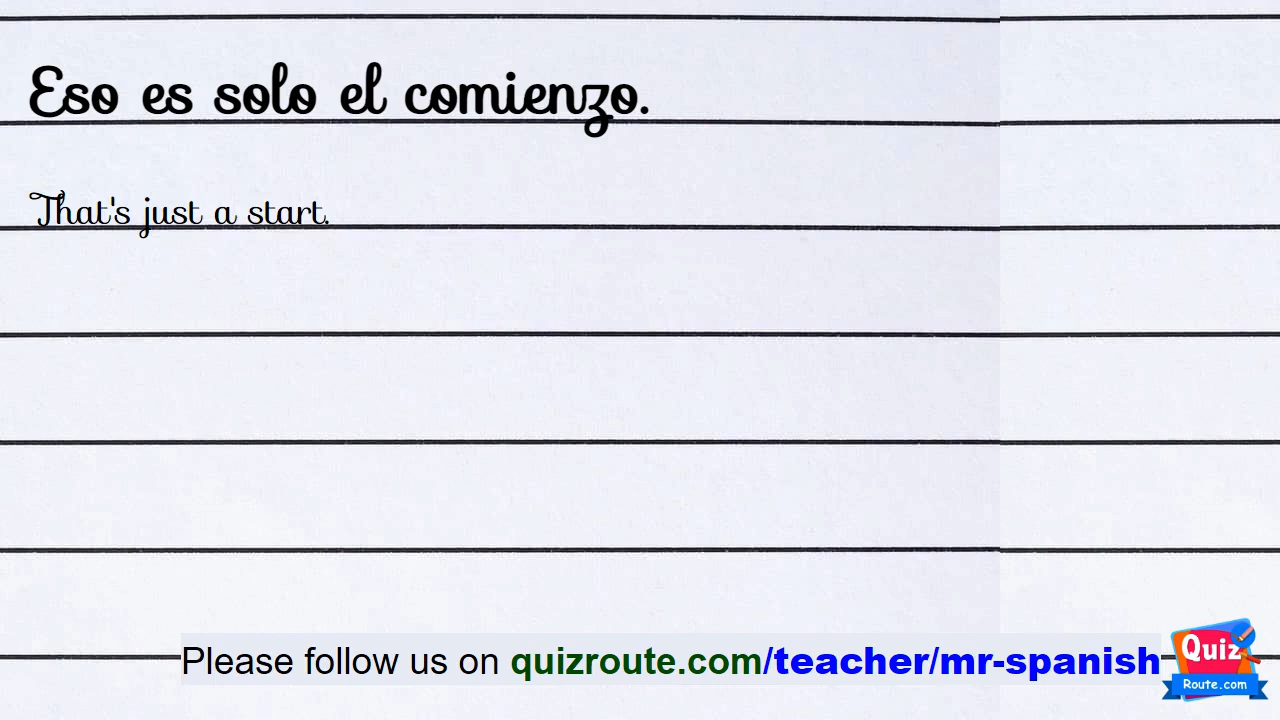 Eso es solo el comienzo.
That's just a start.
Please follow us on quizroute.com/teacher/mr-spanish
Quiz
Route.com